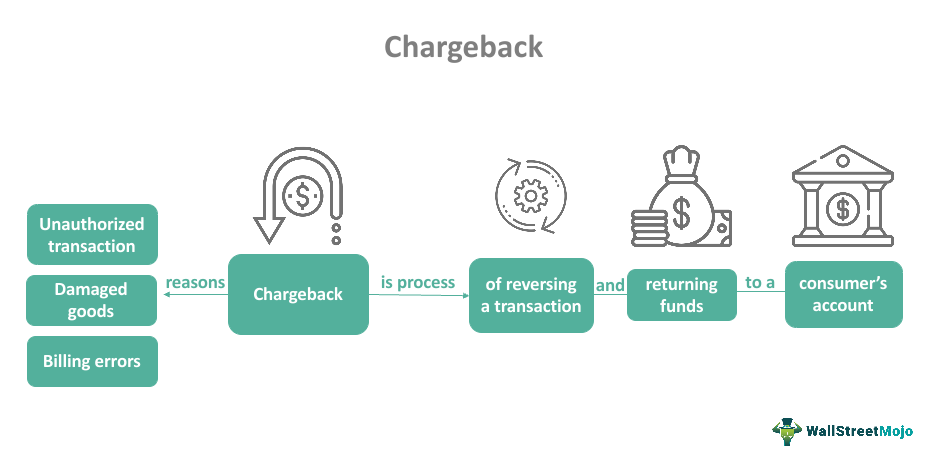 Chargeback
Unauthorized
transaction
Damaged
goods
Billing errors
reasons
Chargeback
is process
of reversing
a transaction
and
returning
funds
to a
consumer's
account
$
$
$
WallStreetMojo